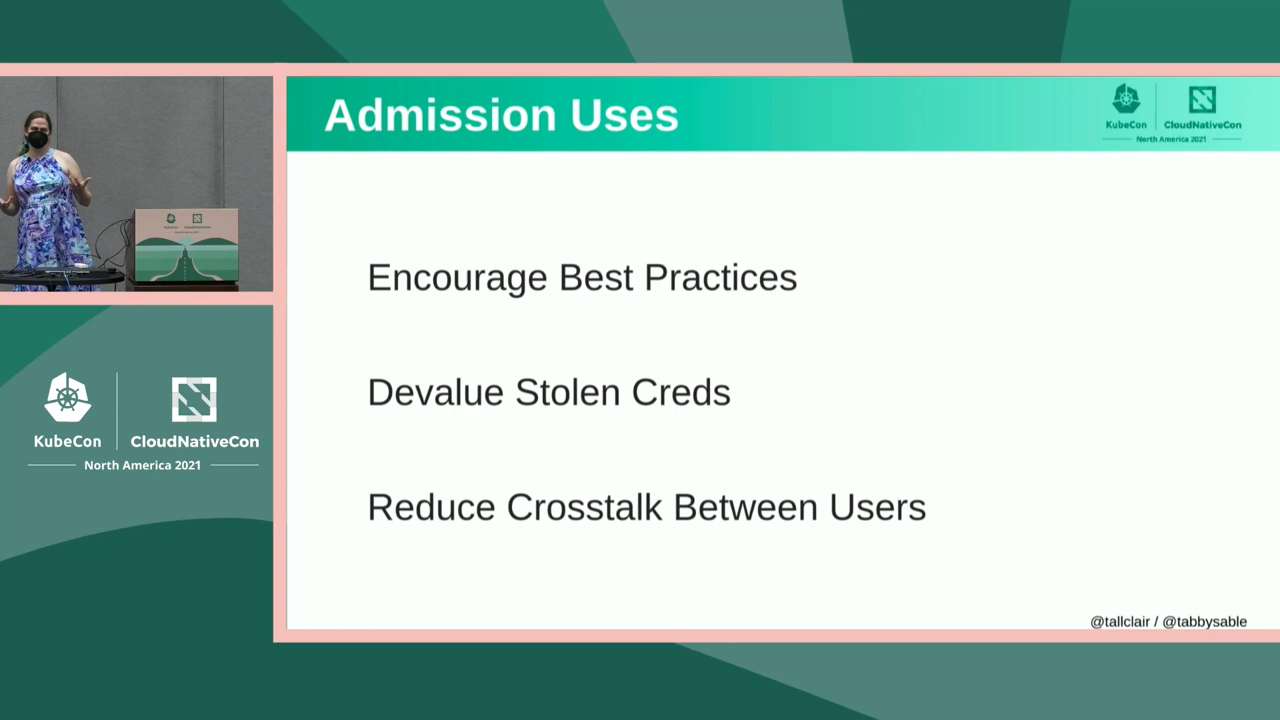 Admission Uses
KubeCon
CloudNativeCon
North America 2021
Encourage Best Practices
Devalue Stolen Creds
Reduce Crosstalk Between Users
@tallclair / @tabbysable
KubeCon
CloudNativeCon
North America 2021